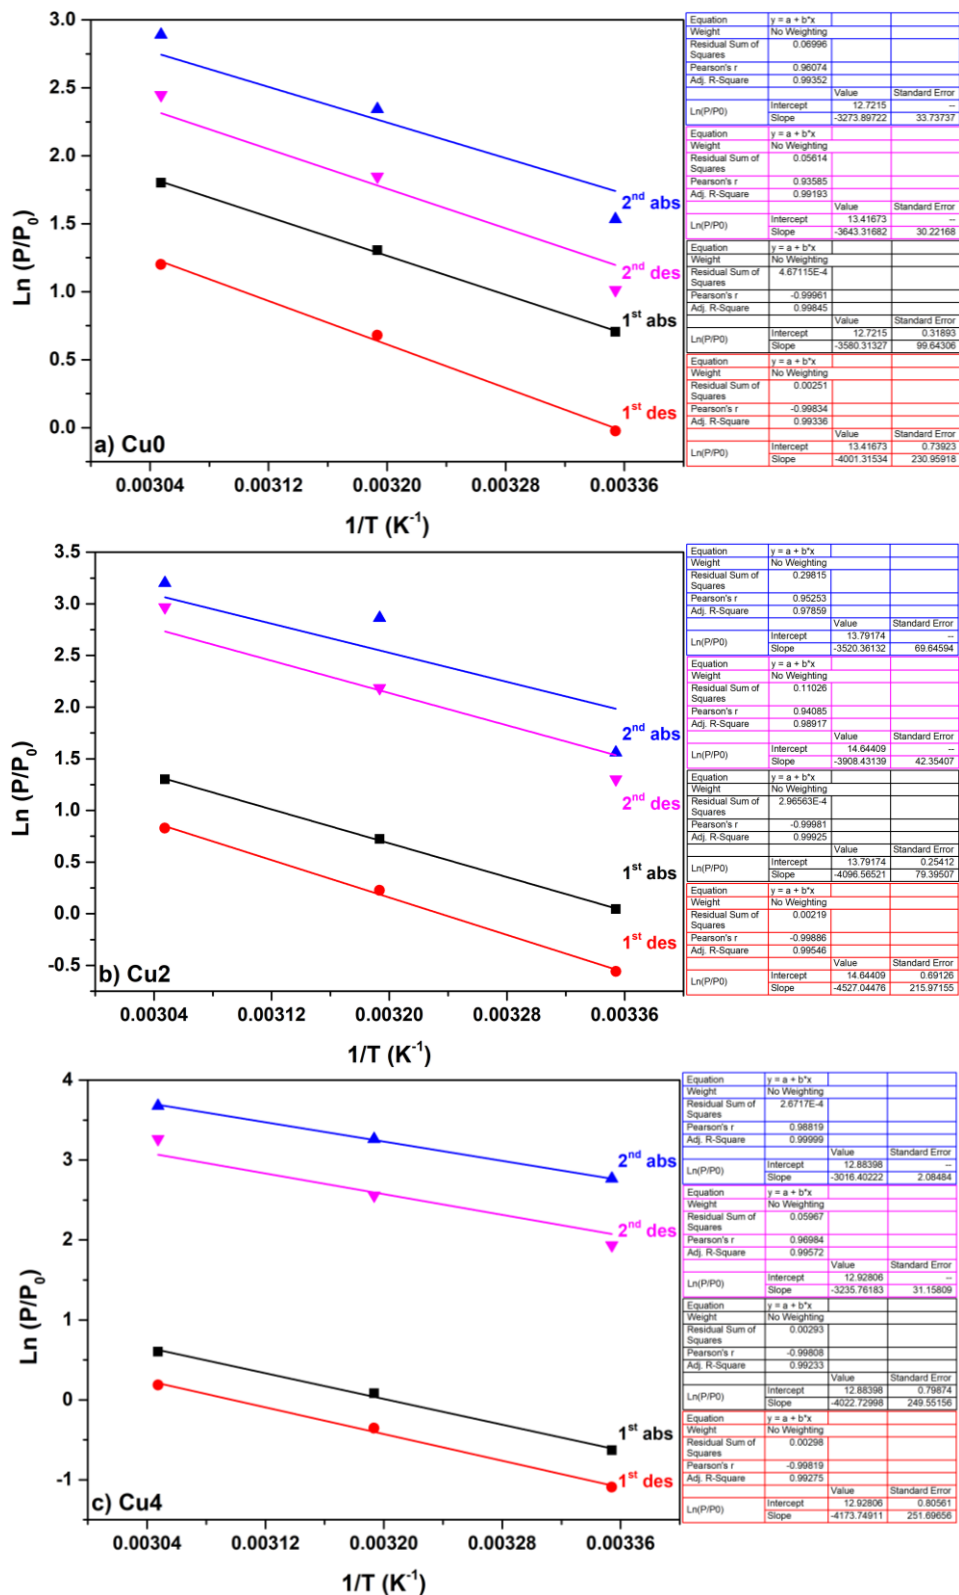 3.0
2.5
2.0
1.5
1.0
0.5
0.0
Ln (P/P0)
2nd abs
2nd des
1st abs
1st des
a) Cu0
0.00304 0.00312 0.00320 0.00328 0.00336
1/T (K-1)
Equation y = a + b*x
Weight No Weighting
Residual Sum of Squares 0.06996
Pearson's r 0.96074
Adj. R-Square 0.99352
Value Standard Error
Ln(P/P0) Intercept 12.7215 --
Slope -3273.89722 33.73737
Equation y = a + b*x
Weight No Weighting
Residual Sum of Squares 0.05614
Pearson's r 0.93585
Adj. R-Square 0.99193
Value Standard Error
Ln(P/P0) Intercept 13.41673 --
Slope -3643.31682 30.22168
Equation y = a + b*x
Weight No Weighting
Residual Sum of Squares 4.67115E-4
Pearson's r -0.99961
Adj. R-Square 0.99845
Value Standard Error
Ln(P/P0) Intercept 12.7215 0.31893
Slope -3580.31327 99.64306
Equation y = a + b*x
Weight No Weighting
Residual Sum of Squares 0.00251
Pearson's r -0.99834
Adj. R-Square 0.99336
Value Standard Error
Ln(P/P0) Intercept 13.41673 0.73923
Slope -4001.31534 230.95918
3.5
3.0
2.5
2.0
1.5
1.0
0.5
0.0
-0.5
Ln (P/P0)
2nd abs
2nd des
1st abs
1st des
b) Cu2
0.00304 0.00312 0.00320 0.00328 0.00336
1/T (K-1)
Equation y = a + b*x
Weight No Weighting
Residual Sum of Squares 0.29815
Pearson's r 0.95253
Adj. R-Square 0.97859
Value Standard Error
Ln(P/P0) Intercept 13.79174 --
Slope -3520.36132 69.64594
Equation y = a + b*x
Weight No Weighting
Residual Sum of Squares 0.11026
Pearson's r 0.94085
Adj. R-Square 0.98917
Value Standard Error
Ln(P/P0) Intercept 14.64409 --
Slope -3908.43139 42.35407
Equation y = a + b*x
Weight No Weighting
Residual Sum of Squares 2.96563E-4
Pearson's r -0.99981
Adj. R-Square 0.99925
Value Standard Error
Ln(P/P0) Intercept 13.79174 0.25412
Slope -4096.56521 79.39507
Equation y = a + b*x
Weight No Weighting
Residual Sum of Squares 0.00219
Pearson's r -0.99886
Adj. R-Square 0.99546
Value Standard Error
Ln(P/P0) Intercept 14.64409 0.69126
Slope -4527.04476 215.97155
4
3
2
1
0
-1
Ln (P/P0)
2nd abs
2nd des
1st abs
1st des
c) Cu4
0.00304 0.00312 0.00320 0.00328 0.00336
1/T (K-1)
Equation y = a + b*x
Weight No Weighting
Residual Sum of Squares 2.6717E-4
Pearson's r 0.98819
Adj. R-Square 0.99999
Value Standard Error
Ln(P/P0) Intercept 12.88398 --
Slope -3016.40222 2.08484
Equation y = a + b*x
Weight No Weighting
Residual Sum of Squares 0.05967
Pearson's r 0.96984
Adj. R-Square 0.99572
Value Standard Error
Ln(P/P0) Intercept 12.92806 --
Slope -3235.76183 31.15809
Equation y = a + b*x
Weight No Weighting
Residual Sum of Squares 0.00293
Pearson's r -0.99808
Adj. R-Square 0.99233
Value Standard Error
Ln(P/P0) Intercept 12.88398 0.79874
Slope -4022.72998 249.55156
Equation y = a + b*x
Weight No Weighting
Residual Sum of Squares 0.00298
Pearson's r -0.99819
Adj. R-Square 0.99275
Value Standard Error
Ln(P/P0) Intercept 12.92806 0.80561
Slope -4173.74911 251.69656